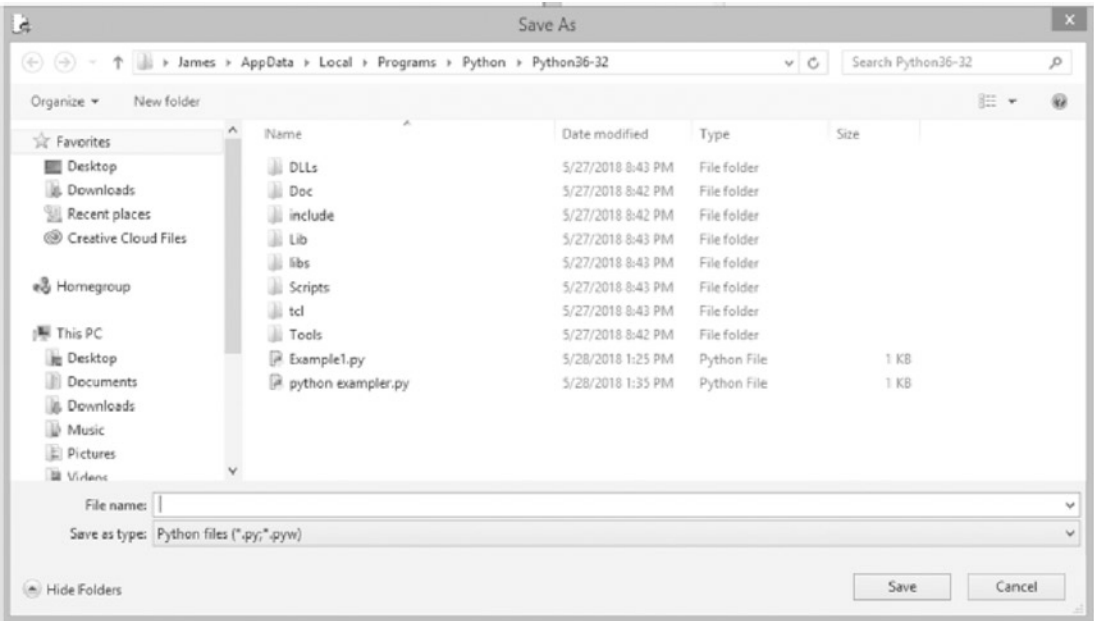 Save As
x
James ▸ AppData ▸ Local ▸ Programs ▸ Python ▸ Python36-32
Search Python36-32
Organize
New folder
Favorites
Desktop
Downloads
Recent places
Creative Cloud Files
Homegroup
This PC
Desktop
Documents
Downloads
Music
Pictures
Videos
Name Date modified Type Size
DLLs 5/27/2018 8:43 PM File folder
Doc 5/27/2018 8:42 PM File folder
include 5/27/2018 8:42 PM File folder
Lib 5/27/2018 8:43 PM File folder
libs 5/27/2018 8:43 PM File folder
Scripts 5/27/2018 8:43 PM File folder
tcl 5/27/2018 8:43 PM File folder
Tools 5/27/2018 8:42 PM File folder
Example1.py 5/28/2018 1:25 PM Python File 1 KB
python exampler.py 5/28/2018 1:35 PM Python File 1 KB
File name:
Save as type: Python files (*.py;*.pyw)
Hide Folders
Save
Cancel